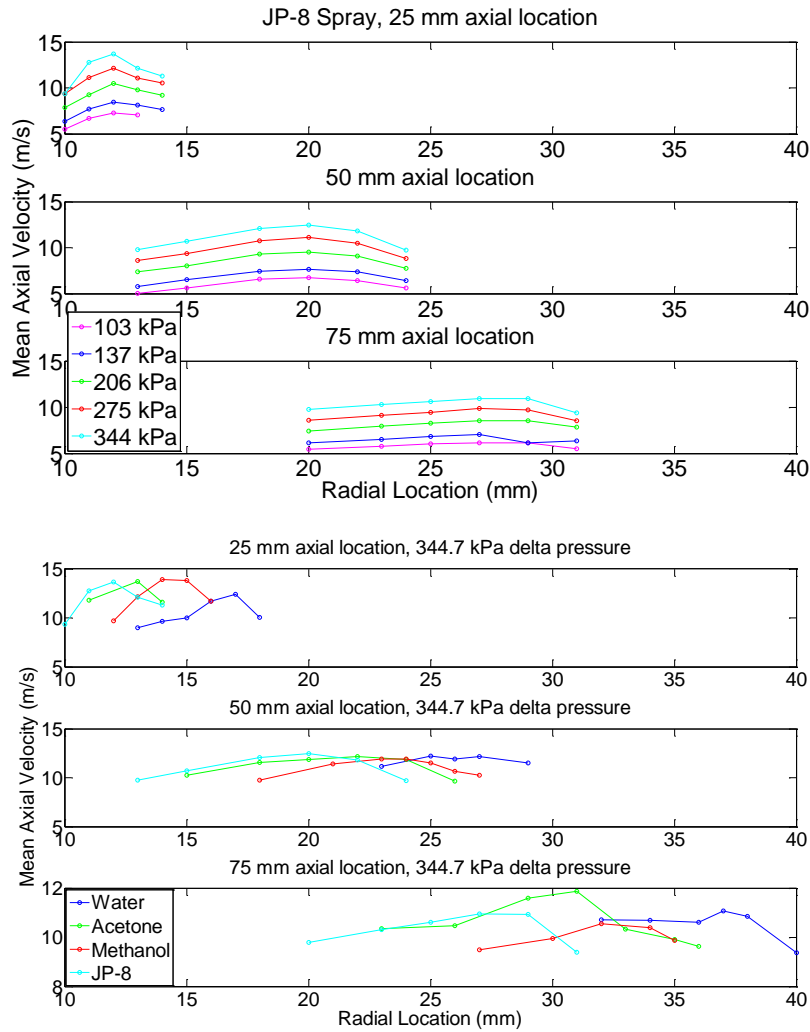 JP-8 Spray, 25 mm axial location
15
10
5
10 15 20 25 30 35 40
50 mm axial location
15
10
5
10 15 20 25 30 35 40
75 mm axial location
15
10
5
10 15 20 25 30 35 40
103 kPa
137 kPa
206 kPa
275 kPa
344 kPa
Mean Axial Velocity (m/s)
Radial Location (mm)
25 mm axial location, 344.7 kPa delta pressure
15
10
5
10 15 20 25 30 35 40
50 mm axial location, 344.7 kPa delta pressure
15
10
5
10 15 20 25 30 35 40
75 mm axial location, 344.7 kPa delta pressure
12
10
8
10 15 20 25 30 35 40
Water
Acetone
Methanol
JP-8
Mean Axial Velocity (m/s)
Radial Location (mm)